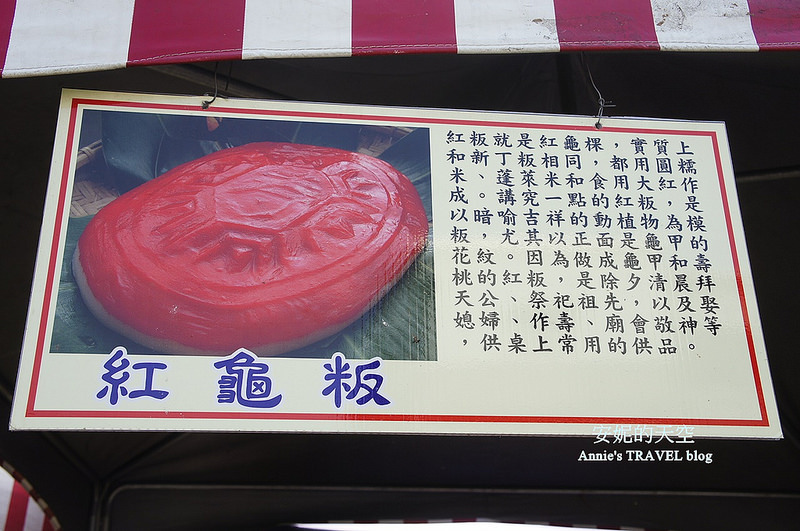 紅粄就是紅龜粿，實質上
和新丁粄相同，都用圓糯
米、蓬萊米和食用大紅作
成。講究一點的紅粄，是
以暗喻吉祥的動植物為模
粄，尤其以正面是龜甲的
花紋。因為做成龜甲和壽
桃的紅粄，是除夕清晨拜
天公、祭祀祖先，以及娶
媳婦、作壽、廟會敬神等
，供桌上常用的供品。
紅龜粄
安妮的天空
Annie's TRAVEL blog